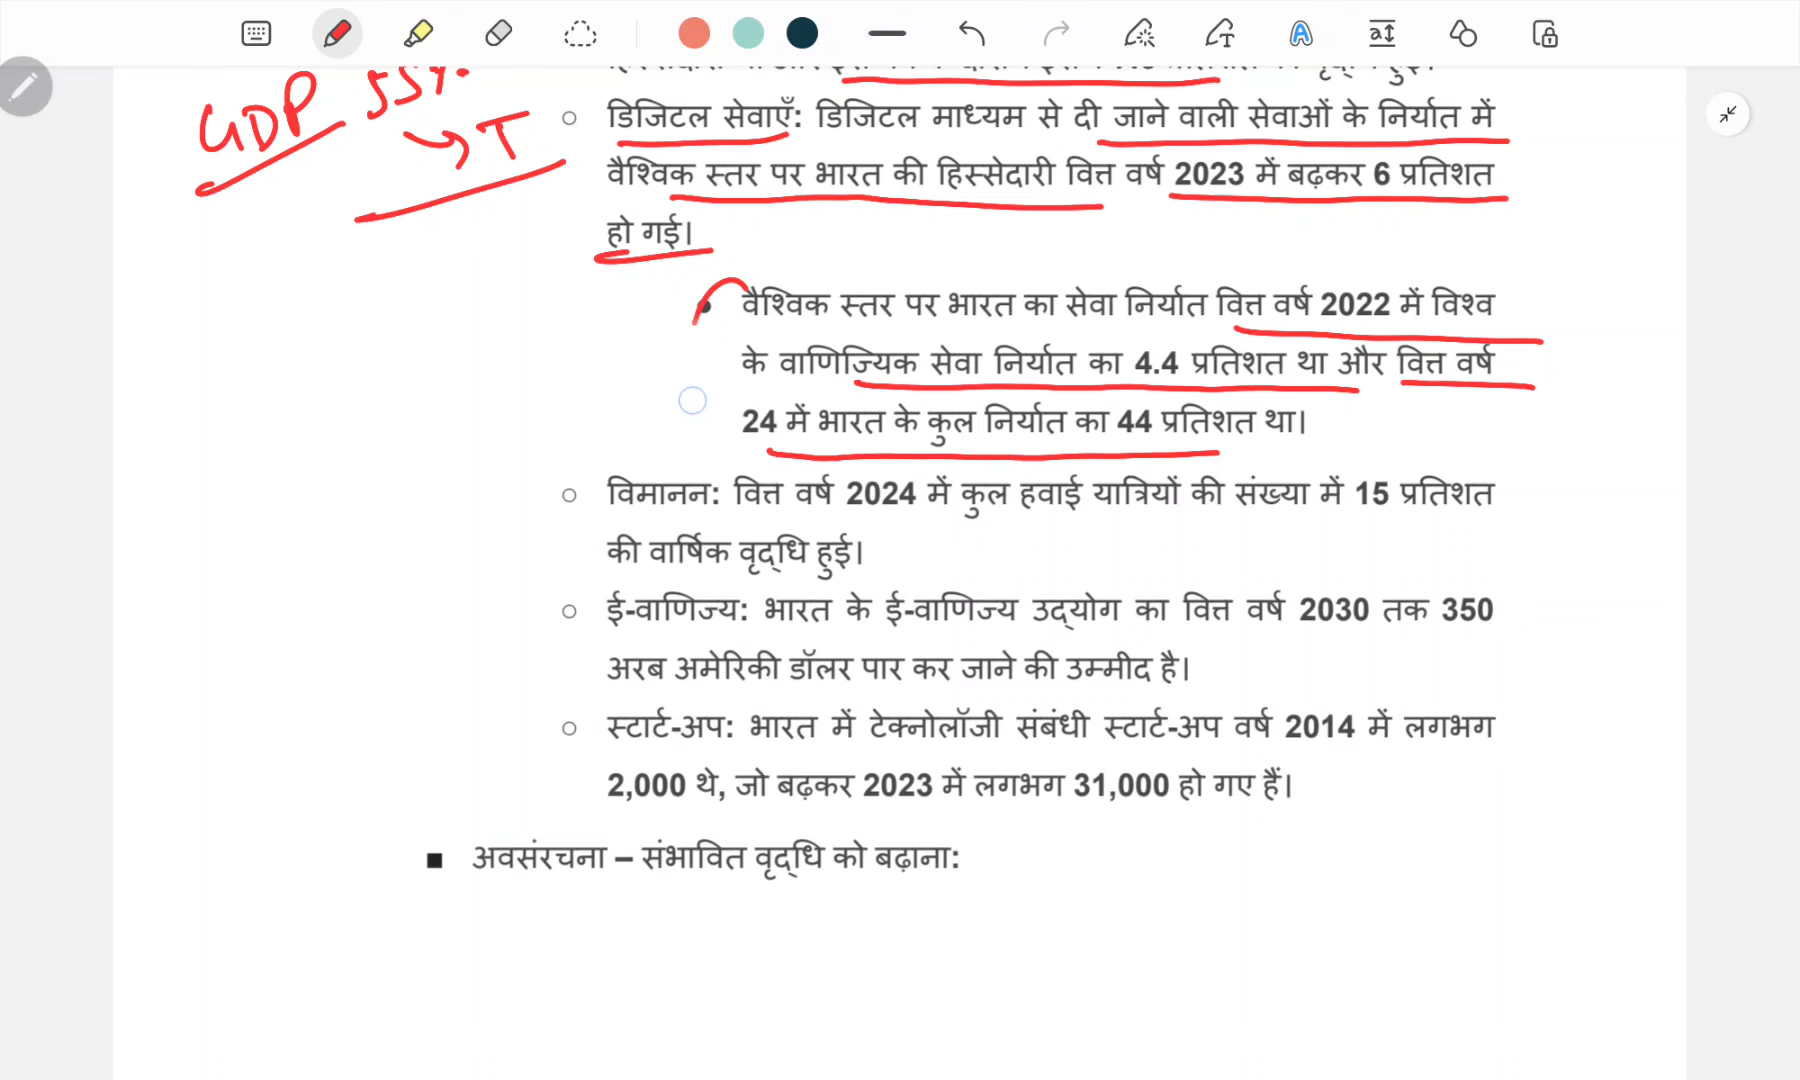 GDP 55%
→ T
डिजिटल सेवाएँ: डिजिटल माध्यम से दी जाने वाली सेवाओं के निर्यात में
वैश्विक स्तर पर भारत की हिस्सेदारी वित्त वर्ष 2023 में बढ़कर 6 प्रतिशत
हो गई।
वैश्विक स्तर पर भारत का सेवा निर्यात वित्त वर्ष 2022 में विश्व
के वाणिज्यिक सेवा निर्यात का 4.4 प्रतिशत था और वित्त वर्ष
24 में भारत के कुल निर्यात का 44 प्रतिशत था।
विमानन: वित्त वर्ष 2024 में कुल हवाई यात्रियों की संख्या में 15 प्रतिशत
की वार्षिक वृद्धि हुई।
ई-वाणिज्य: भारत के ई-वाणिज्य उद्योग का वित्त वर्ष 2030 तक 350
अरब अमेरिकी डॉलर पार कर जाने की उम्मीद है।
स्टार्ट-अप: भारत में टेक्नोलॉजी संबंधी स्टार्ट-अप वर्ष 2014 में लगभग
2,000 थे, जो बढ़कर 2023 में लगभग 31,000 हो गए हैं।
अवसंरचना – संभावित वृद्धि को बढ़ाना: